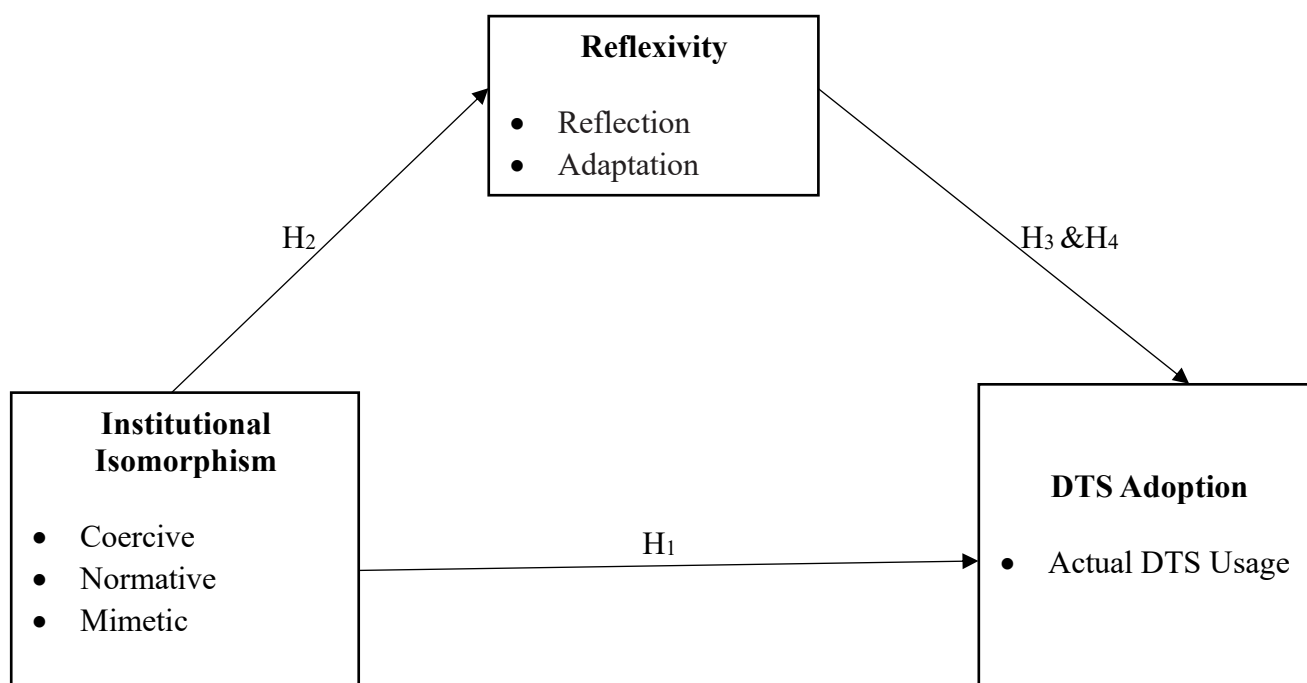 Reflexivity
● Reflection
● Adaptation
H₂
H₃ &H₄
Institutional
Isomorphism
● Coercive
● Normative
● Mimetic
H₁
DTS Adoption
● Actual DTS Usage